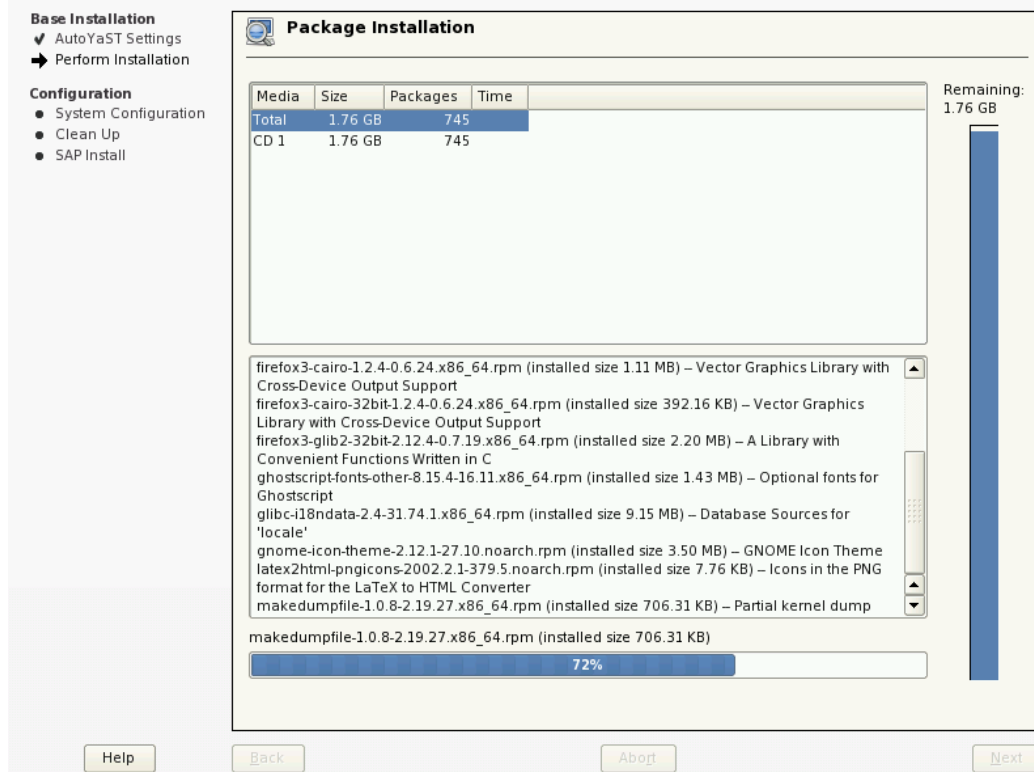 Base Installation
AutoYaST Settings
Perform Installation
Configuration
System Configuration
Clean Up
SAP Install
Package Installation
Media Size Packages Time
Total 1.76 GB 745
CD 1 1.76 GB 745
Remaining:
1.76 GB
firefox3-cairo-1.2.4-0.6.24.x86_64.rpm (installed size 1.11 MB) -- Vector Graphics Library with
Cross-Device Output Support
firefox3-cairo-32bit-1.2.4-0.6.24.x86_64.rpm (installed size 392.16 KB) -- Vector Graphics
Library with Cross-Device Output Support
firefox3-glib2-32bit-2.12.4-0.7.19.x86_64.rpm (installed size 2.20 MB) -- A Library with
Convenient Functions Written in C
ghostscript-fonts-other-8.15.4-16.11.x86_64.rpm (installed size 1.43 MB) -- Optional fonts for
Ghostscript
glibc-i18ndata-2.4-31.74.1.x86_64.rpm (installed size 9.15 MB) -- Database Sources for
'locale'
gnome-icon-theme-2.12.1-27.10.noarch.rpm (installed size 3.50 MB) -- GNOME Icon Theme
latex2html-pngicons-2002.2.1-379.5.noarch.rpm (installed size 7.76 KB) -- Icons in the PNG
format for the LaTeX to HTML Converter
makedumpfile-1.0.8-2.19.27.x86_64.rpm (installed size 706.31 KB) -- Partial kernel dump
makedumpfile-1.0.8-2.19.27.x86_64.rpm (installed size 706.31 KB)
72%
Help
Back
Abort
Next